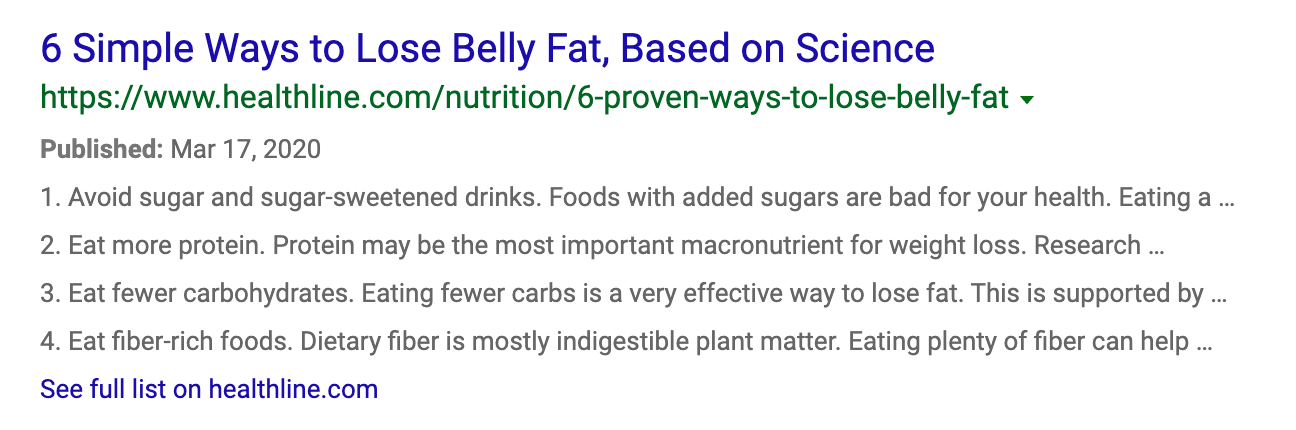 6 Simple Ways to Lose Belly Fat, Based on Science
https://www.healthline.com/nutrition/6-proven-ways-to-lose-belly-fat
Published: Mar 17, 2020
1. Avoid sugar and sugar-sweetened drinks. Foods with added sugars are bad for your health. Eating a ...
2. Eat more protein. Protein may be the most important macronutrient for weight loss. Research ...
3. Eat fewer carbohydrates. Eating fewer carbs is a very effective way to lose fat. This is supported by ...
4. Eat fiber-rich foods. Dietary fiber is mostly indigestible plant matter. Eating plenty of fiber can help ...
See full list on healthline.com